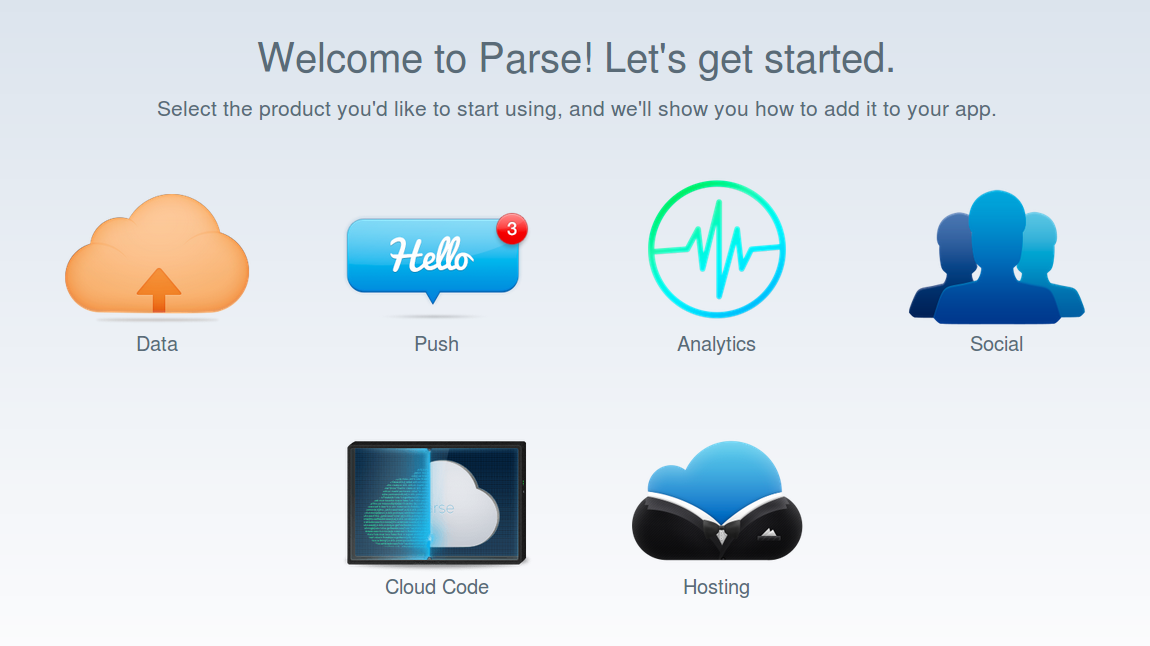 Welcome to Parse! Let's get started.
Select the product you'd like to start using, and we'll show you how to add it to your app.
Hello
3
Data
Push
Analytics
Social
rse
Cloud Code
Hosting